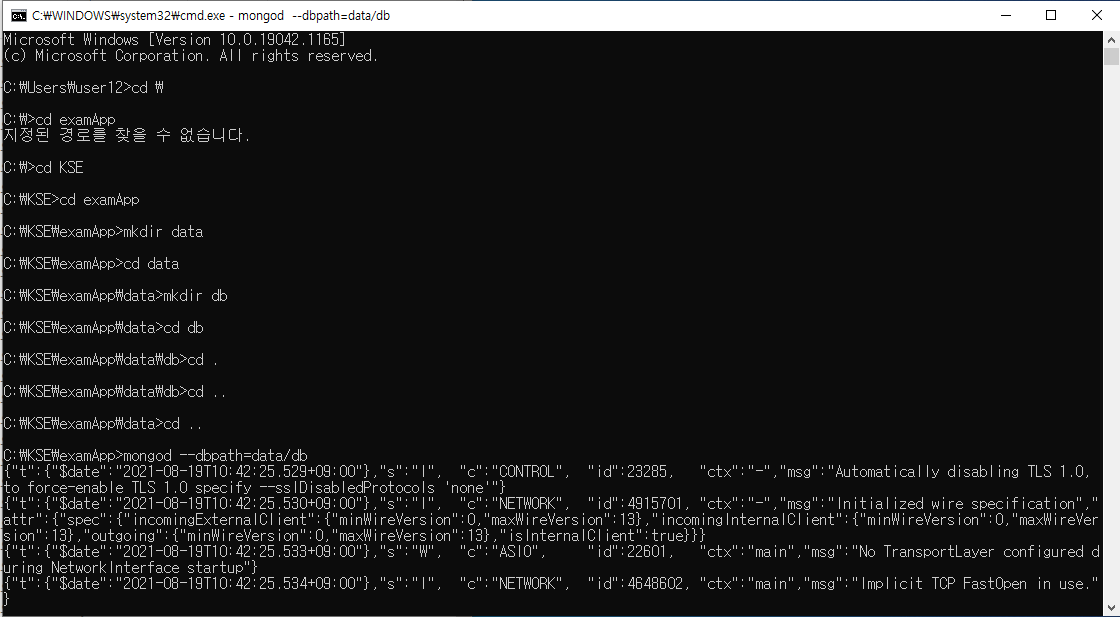 C:₩WINDOWS₩system32₩cmd.exe - mongod  --dbpath=data/db
Microsoft Windows [Version 10.0.19042.1165]
(c) Microsoft Corporation. All rights reserved.
C:₩Users₩user12>cd ₩
C:₩>cd examApp
지정된 경로를 찾을 수 없습니다.
C:₩>cd KSE
C:₩KSE>cd examApp
C:₩KSE₩examApp>mkdir data
C:₩KSE₩examApp>cd data
C:₩KSE₩examApp₩data>mkdir db
C:₩KSE₩examApp₩data>cd db
C:₩KSE₩examApp₩data₩db>cd .
C:₩KSE₩examApp₩data₩db>cd ..
C:₩KSE₩examApp₩data>cd ..
C:₩KSE₩examApp>mongod --dbpath=data/db
{"t":{"$date":"2021-08-19T10:42:25.529+09:00"},"s":"I",  "c":"CONTROL",  "id":23285,   "ctx":"-","msg":"Automatically disabling TLS 1.0,
to force-enable TLS 1.0 specify --sslDisabledProtocols 'none'"}
{"t":{"$date":"2021-08-19T10:42:25.530+09:00"},"s":"I",  "c":"NETWORK",  "id":4915701, "ctx":"-","msg":"Initialized wire specification","
attr":{"spec":{"incomingExternalClient":{"minWireVersion":0,"maxWireVersion":13},"incomingInternalClient":{"minWireVersion":0,"maxWireVer
sion":13},"outgoing":{"minWireVersion":0,"maxWireVersion":13},"isInternalClient":true}}}
{"t":{"$date":"2021-08-19T10:42:25.533+09:00"},"s":"W",  "c":"ASIO",     "id":22601,   "ctx":"main","msg":"No TransportLayer configured d
uring NetworkInterface startup"}
{"t":{"$date":"2021-08-19T10:42:25.534+09:00"},"s":"I",  "c":"NETWORK",  "id":4648602, "ctx":"main","msg":"Implicit TCP FastOpen in use."
}